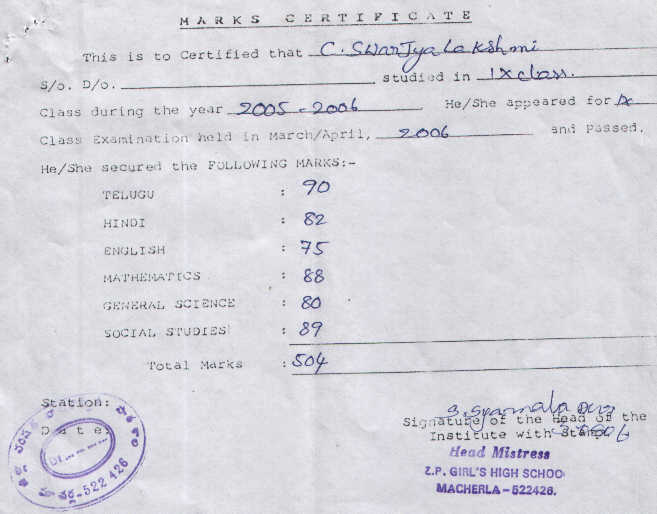 MARKS CERTIFICATE
This is to Certified that C. Swarjyalakshmi
S/o. D/o. studied in IX class.
Class during the year 2005-2006 He/She appeared for IX
Class Examination held in March/April, 2006 and Passed.
He/She secured the FOLLOWING MARKS:-
TELUGU : 90
HINDI : 82
ENGLISH : 75
MATHEMATICS : 88
GENERAL SCIENCE : 80
SOCIAL STUDIES : 89
Total Marks : 504
Station:
Date
Dt
522 426
Signature of the Head of the
Institute with Stamp
Head Mistress
Z.P. GIRL'S HIGH SCHOO
MACHERLA-522426.